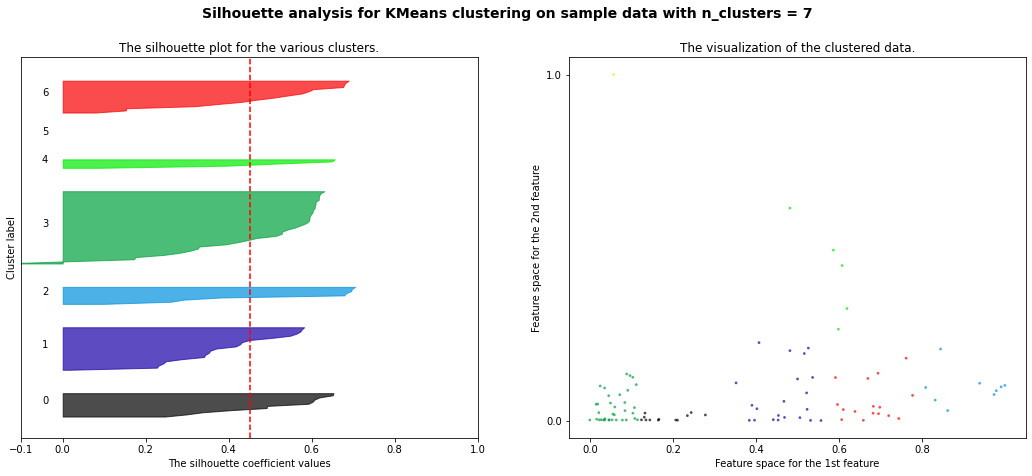 Silhouette analysis for KMeans clustering on sample data with n_clusters = 7
The silhouette plot for the various clusters.
6
5
4
3
2
1
0
Cluster label
-0.1 0.0 0.2 0.4 0.6 0.8 1.0
The silhouette coefficient values
The visualization of the clustered data.
1.0
0.0
Feature space for the 2nd feature
0.0 0.2 0.4 0.6 0.8
Feature space for the 1st feature